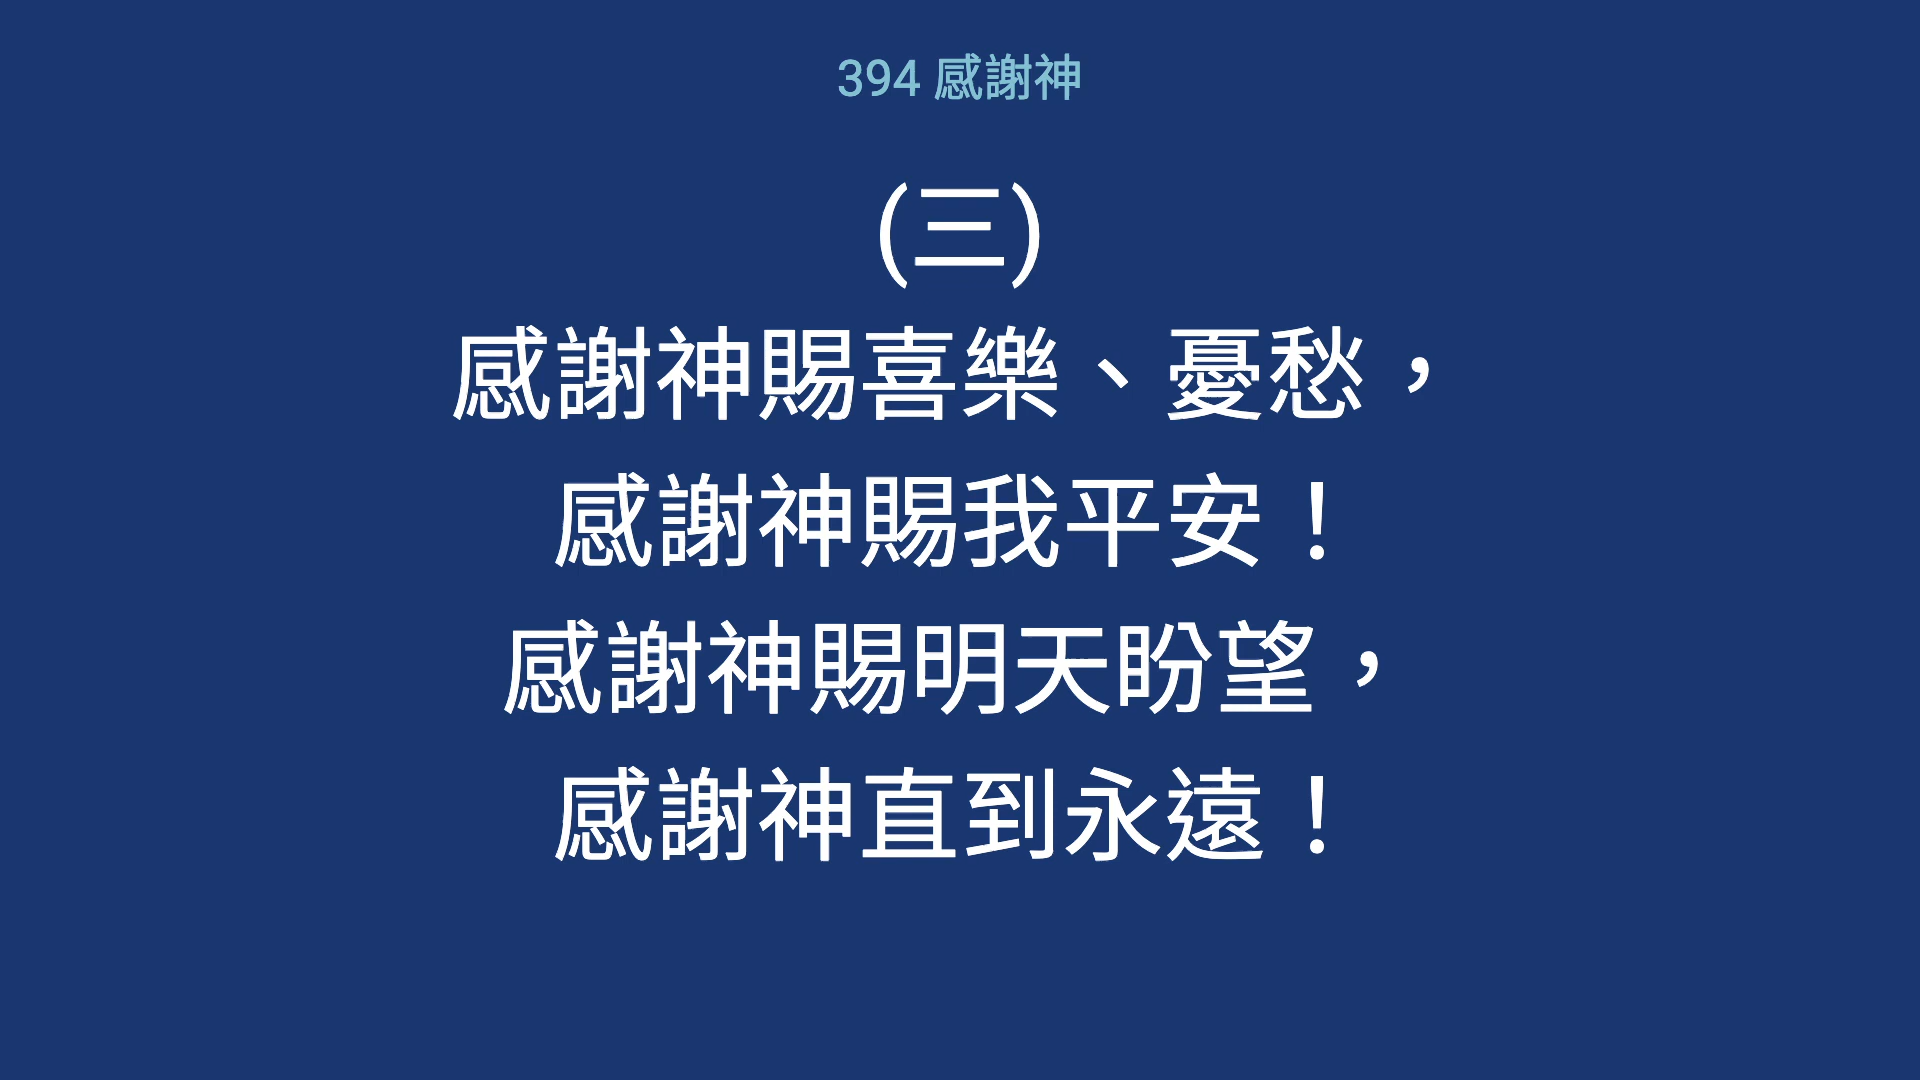 394 感謝神
(三)
感謝神賜喜樂、憂愁，
感謝神賜我平安！
感謝神賜明天盼望，
感謝神直到永遠！